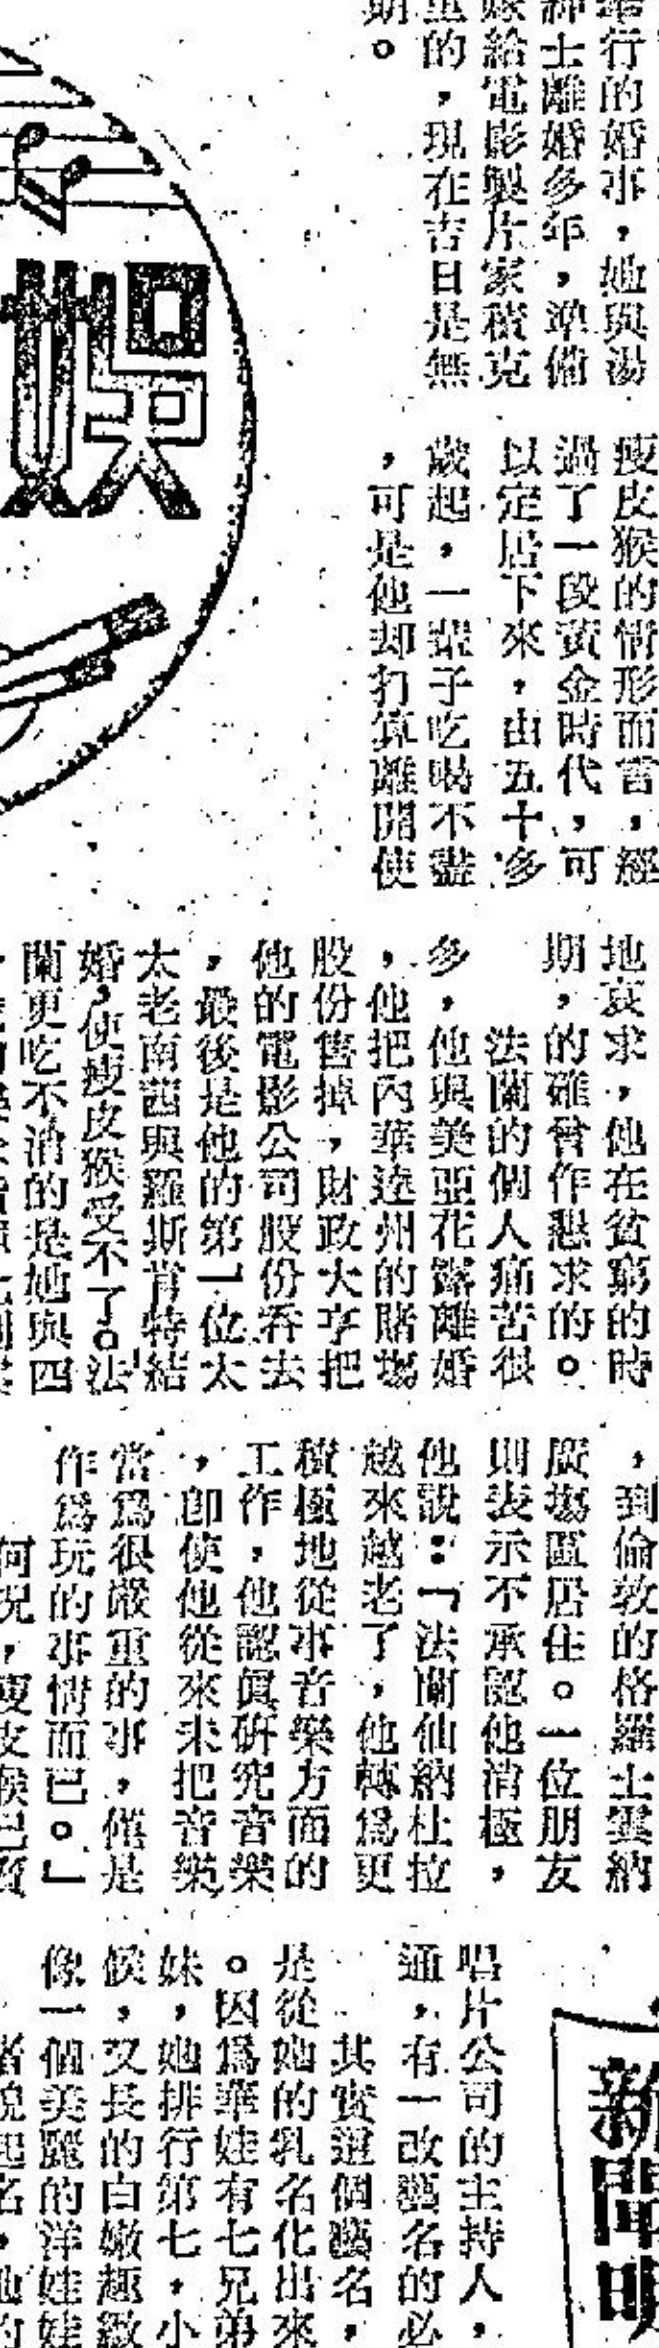 舉行的婚事，她與湯
紳士離婚多年，準備
嫁給電影製片家積克
重的，現在吉日是無
期。
娛
瘦皮猴的情形而言，經
過了一段黃金時代，可
以定居下來，由五十多
歲起，一輩子吃喝不盡
，可是他却打算離開使
地哀求，他在貧窮的時
期，的確曾作懇求的。
法蘭的個人痛苦很
多，他與美亞花露離婚
，他把內華達州的賭場
股份售掉，財政大亨把
他的電影公司股份吞去
，最後是他的第一位太
太老南茜與羅斯肯特結
婚，使瘦皮猴受不了。法
蘭更吃不消的是她與四
，到倫敦的格羅士雲納
廣塲區居住。一位朋友
則表示不承認他消極，
他說：「法蘭仙納杜拉
越來越老了，他轉爲更
積極地從事音樂方面的
工作，他認眞研究音樂
，卽使他從來未把音樂
當爲很嚴重的事，僅是
作爲玩的事情而已。」
何況，瘦皮猴已
新聞
唱片公司的主持人，
通，有一改藝名的必
其實這個藝名，
是從她的乳名化出來
。因爲華娃有七兄弟
妹，她排行第七，小
候，又長的白嫩趣緻
像一個美麗的洋娃娃